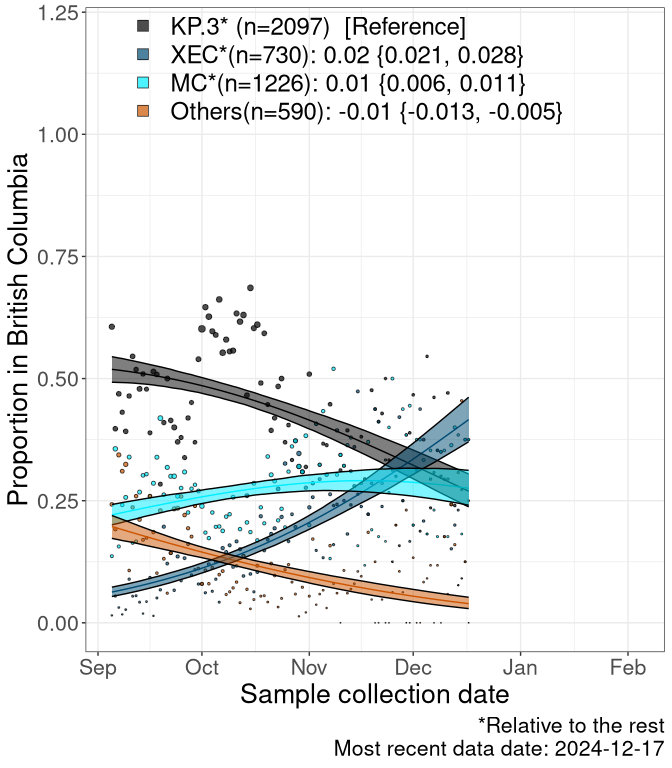 KP.3* (n=2097)  [Reference]
XEC*(n=730): 0.02 {0.021, 0.028}
MC*(n=1226): 0.01 {0.006, 0.011}
Others(n=590): -0.01 {-0.013, -0.005}
Proportion in British Columbia
1.25
1.00
0.75
0.50
0.25
0.00
Sep Oct Nov Dec Jan Feb
Sample collection date
*Relative to the rest
Most recent data date: 2024-12-17